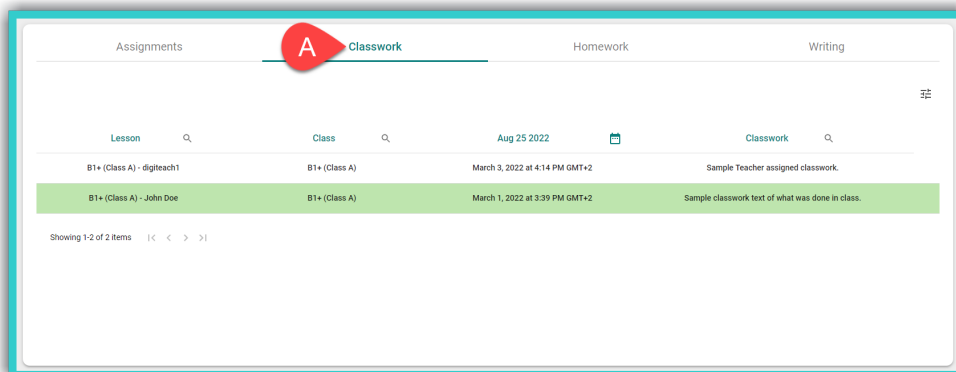 Assignments A Classwork Homework Writing
Lesson Class Aug 25 2022 Classwork
B1+ (Class A) - digiteach1 B1+ (Class A) March 3, 2022 at 4:14 PM GMT+2 Sample Teacher assigned classwork.
B1+ (Class A) - John Doe B1+ (Class A) March 1, 2022 at 3:39 PM GMT+2 Sample classwork text of what was done in class.
Showing 1-2 of 2 items